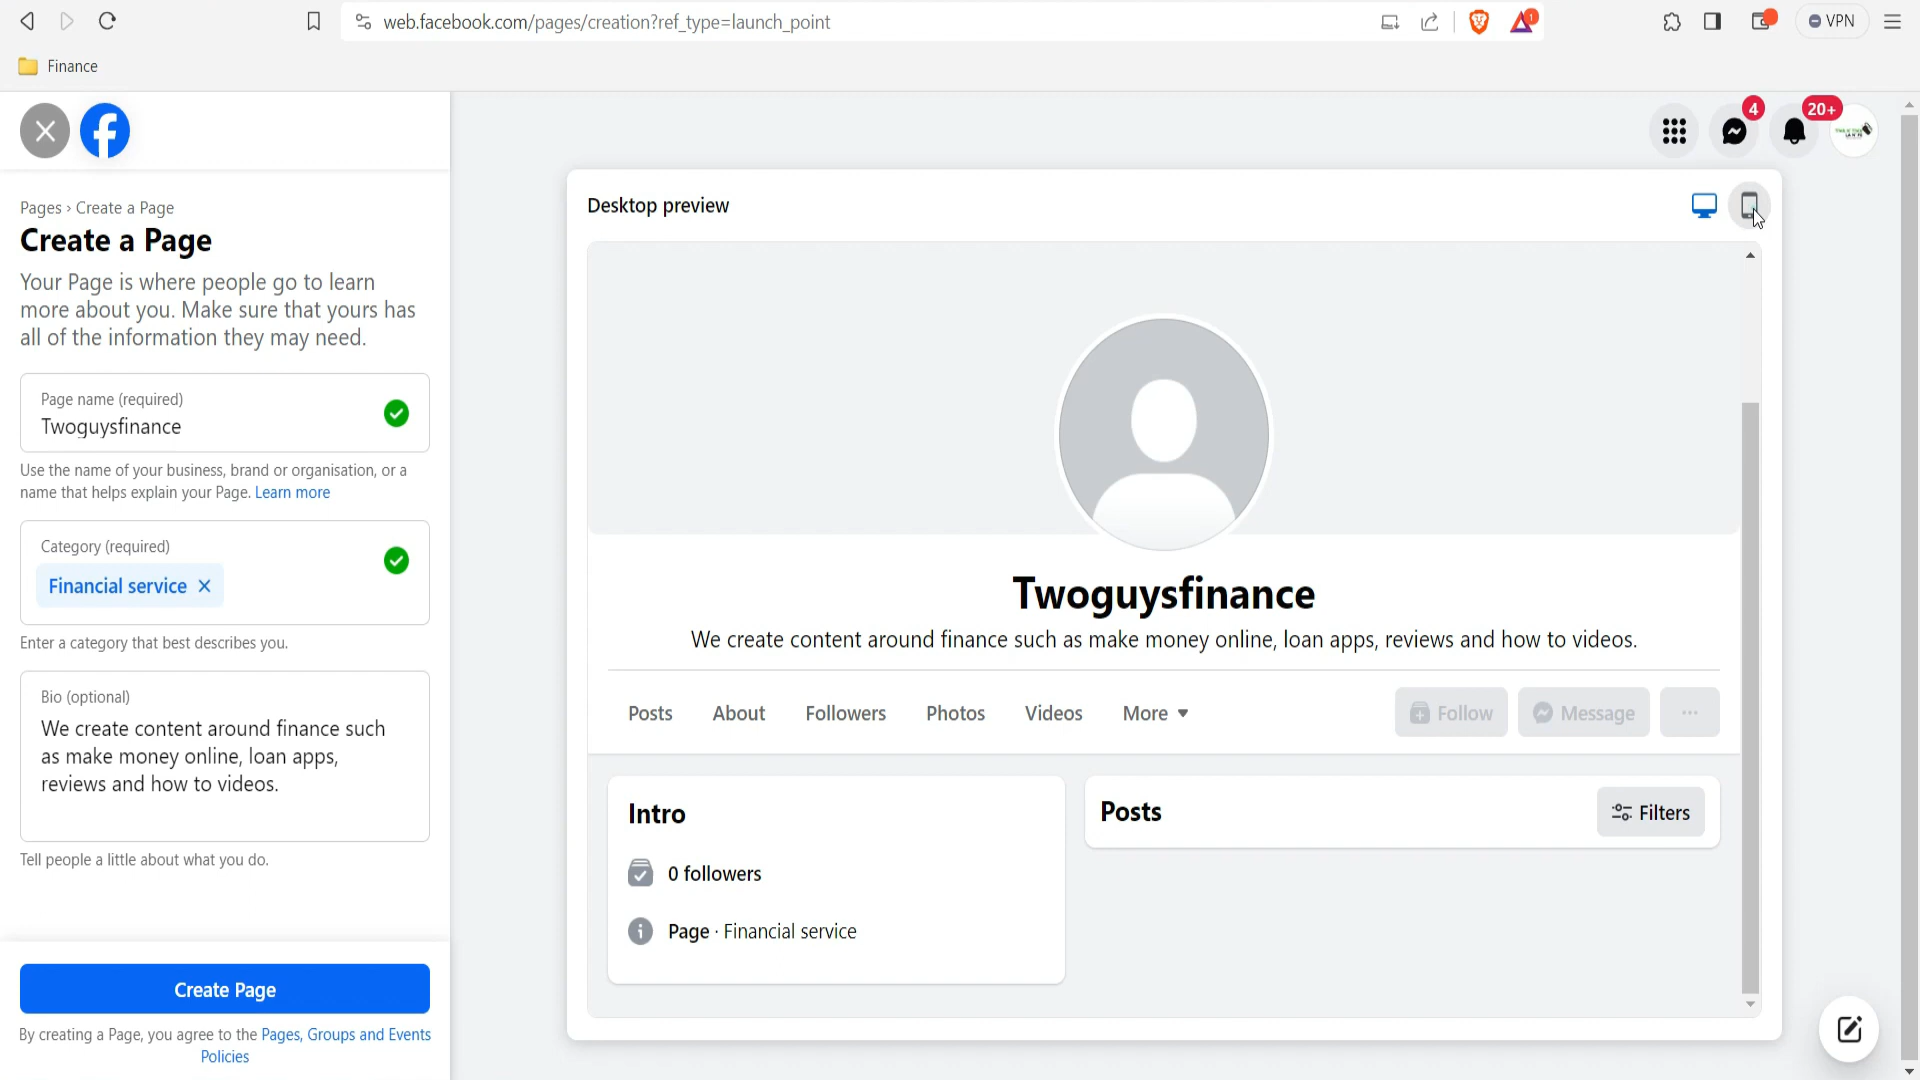 web.facebook.com/pages/creation?ref_type=launch_point
1
VPN
Finance
4
20+
Pages › Create a Page
Create a Page
Your Page is where people go to learn
more about you. Make sure that yours has
all of the information they may need.
Page name (required)
Twoguysfinance
Use the name of your business, brand or organisation, or a
name that helps explain your Page. Learn more
Category (required)
Financial service
Enter a category that best describes you.
Bio (optional)
We create content around finance such
as make money online, loan apps,
reviews and how to videos.
Tell people a little about what you do.
Create Page
By creating a Page, you agree to the Pages, Groups and Events
Policies
Desktop preview
Twoguysfinance
We create content around finance such as make money online, loan apps, reviews and how to videos.
Posts About Followers Photos Videos More
Follow Message ...
Intro
0 followers
Page · Financial service
Posts
Filters